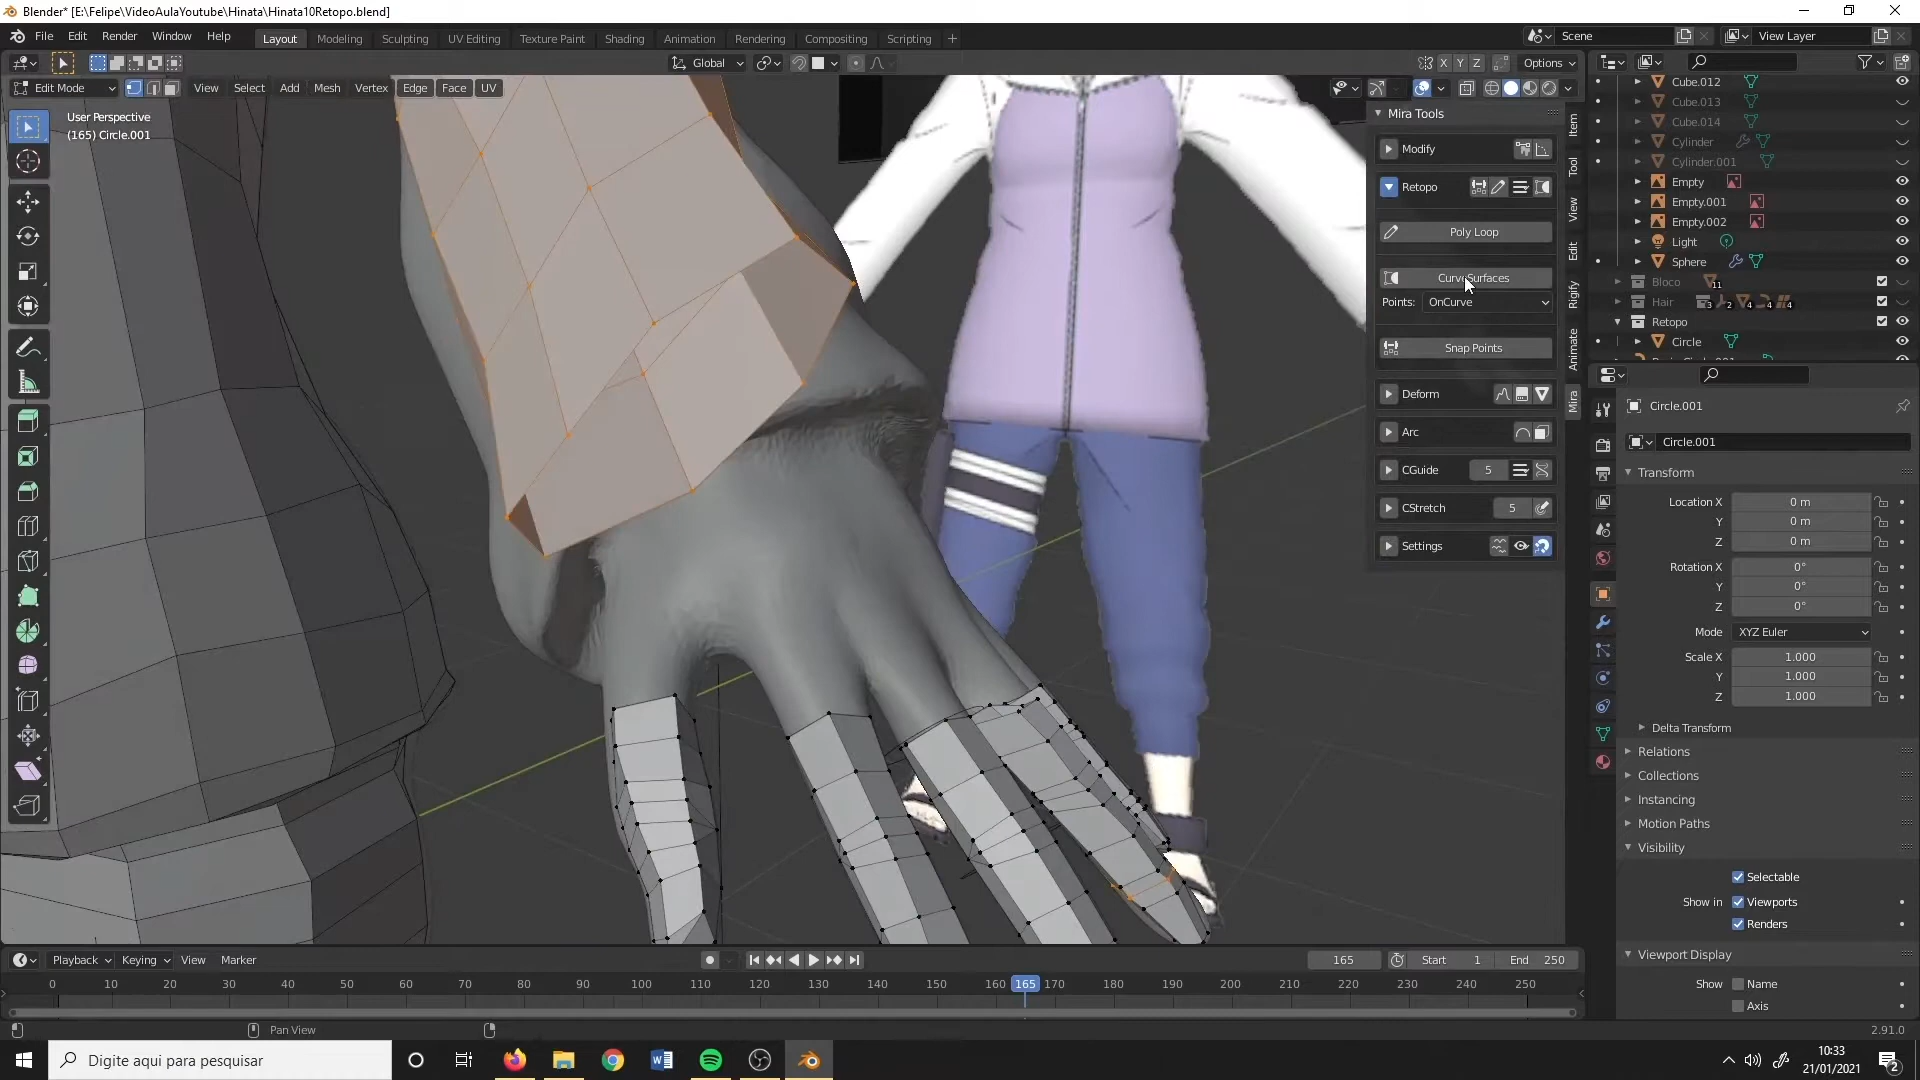 Blender* [E:\Felipe\VideoAulaYoutube\Hinata\Hinata10Retopo.blend]
File Edit Render Window Help Layout Modeling Sculpting UV Editing Texture Paint Shading Animation Rendering Compositing Scripting Scene View Layer
Global X Y Z Options
Edit Mode View Select Add Mesh Vertex Edge Face UV
User Perspective
(165) Circle.001
Mira Tools
Modify
Retopo
Poly Loop
CurveSurfaces
Points: OnCurve
Snap Points
Deform
Arc
CGuide 5
CStretch 5
Settings
Item
Tool
View
Edit
Rigify
Animate
Mira
Cube.012
Cube.013
Cube.014
Cylinder
Cylinder.001
Empty
Empty.001
Empty.002
Light
Sphere
Bloco 11
Hair 3 2 4 4 4
Retopo
Circle
Circle.001
Circle.001
Transform
Location X 0 m
Y 0 m
Z 0 m
Rotation X 0°
Y 0°
Z 0°
Mode XYZ Euler
Scale X 1.000
Y 1.000
Z 1.000
Delta Transform
Relations
Collections
Instancing
Motion Paths
Visibility
Selectable
Show in Viewports
Renders
Viewport Display
Show Name
Axis
Playback Keying View Marker 165 Start 1 End 250
0 10 20 30 40 50 60 70 80 90 100 110 120 130 140 150 160 165 170 180 190 200 210 220 230 240 250
Pan View 2.91.0
Digite aqui para pesquisar
10:33
21/01/2021
2